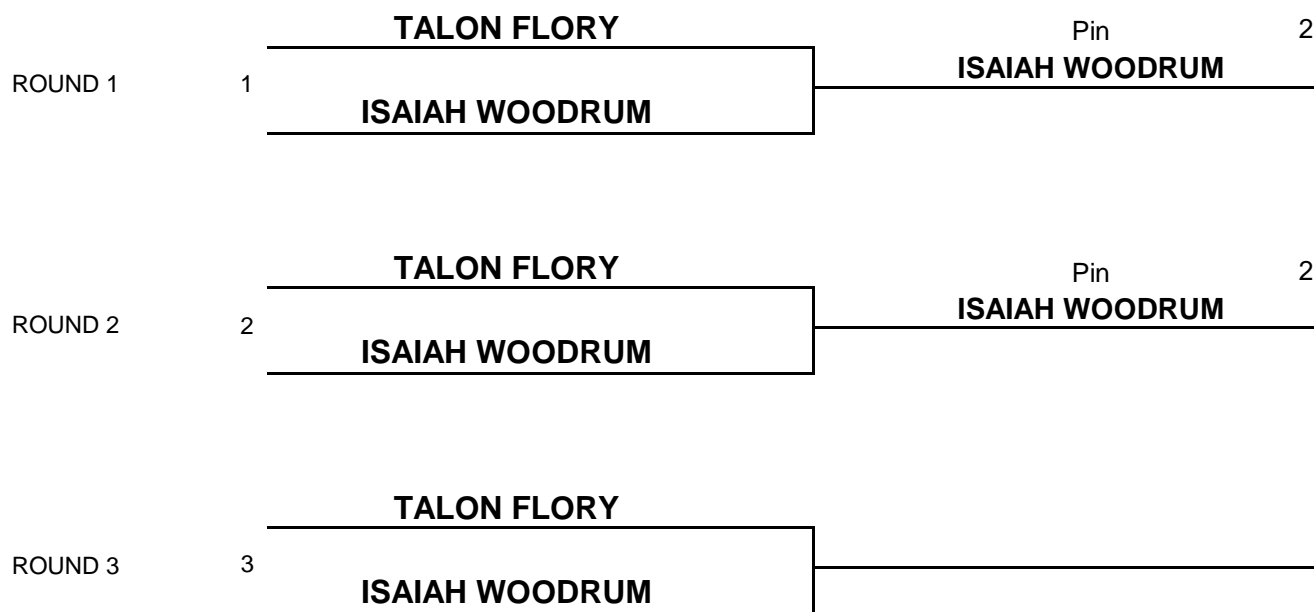 TALON FLORY
Pin 2
ROUND 1 1 ISAIAH WOODRUM
ISAIAH WOODRUM
TALON FLORY
Pin 2
ROUND 2 2 ISAIAH WOODRUM
ISAIAH WOODRUM
TALON FLORY
ROUND 3 3
ISAIAH WOODRUM